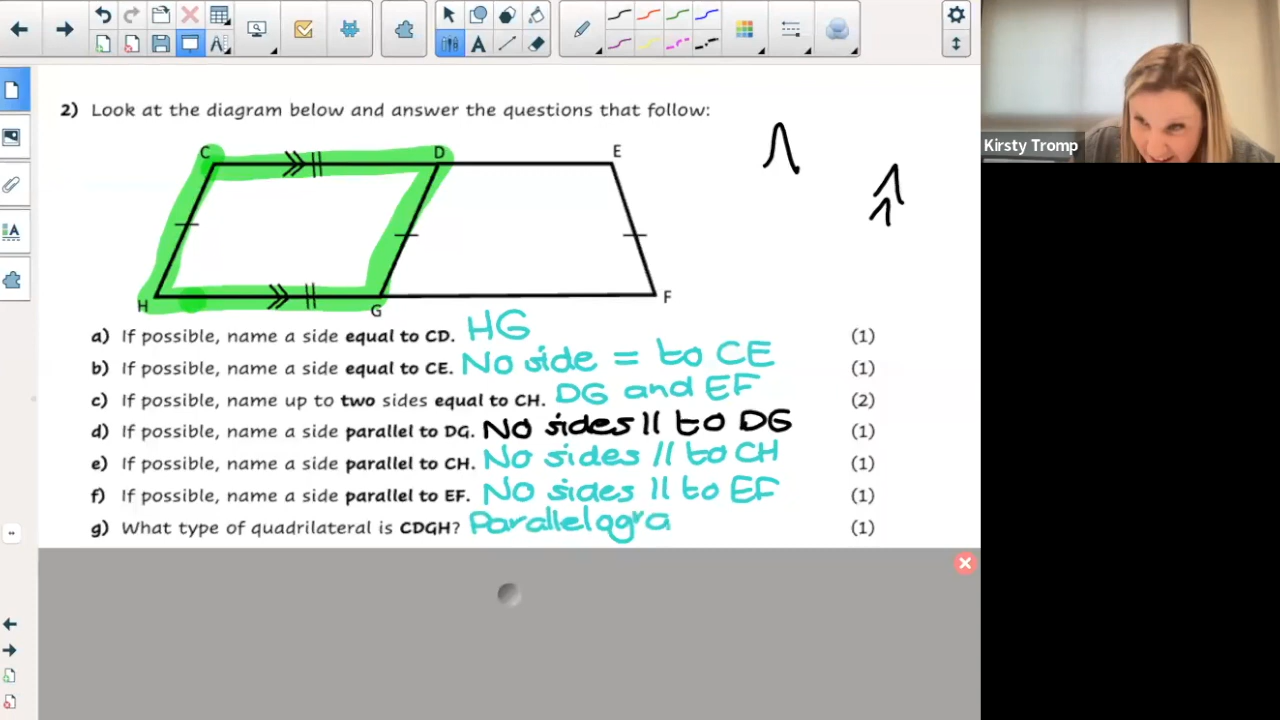 2) Look at the diagram below and answer the questions that follow:
C D E
H G F
a) If possible, name a side equal to CD. HG (1)
b) If possible, name a side equal to CE. No side = to CE (1)
c) If possible, name up to two sides equal to CH. DG and EF (2)
d) If possible, name a side parallel to DG. No sides || to DG (1)
e) If possible, name a side parallel to CH. No sides // to CH (1)
f) If possible, name a side parallel to EF. No sides || to EF (1)
g) What type of quadrilateral is CDGH? Parallelogra (1)
Kirsty Tromp